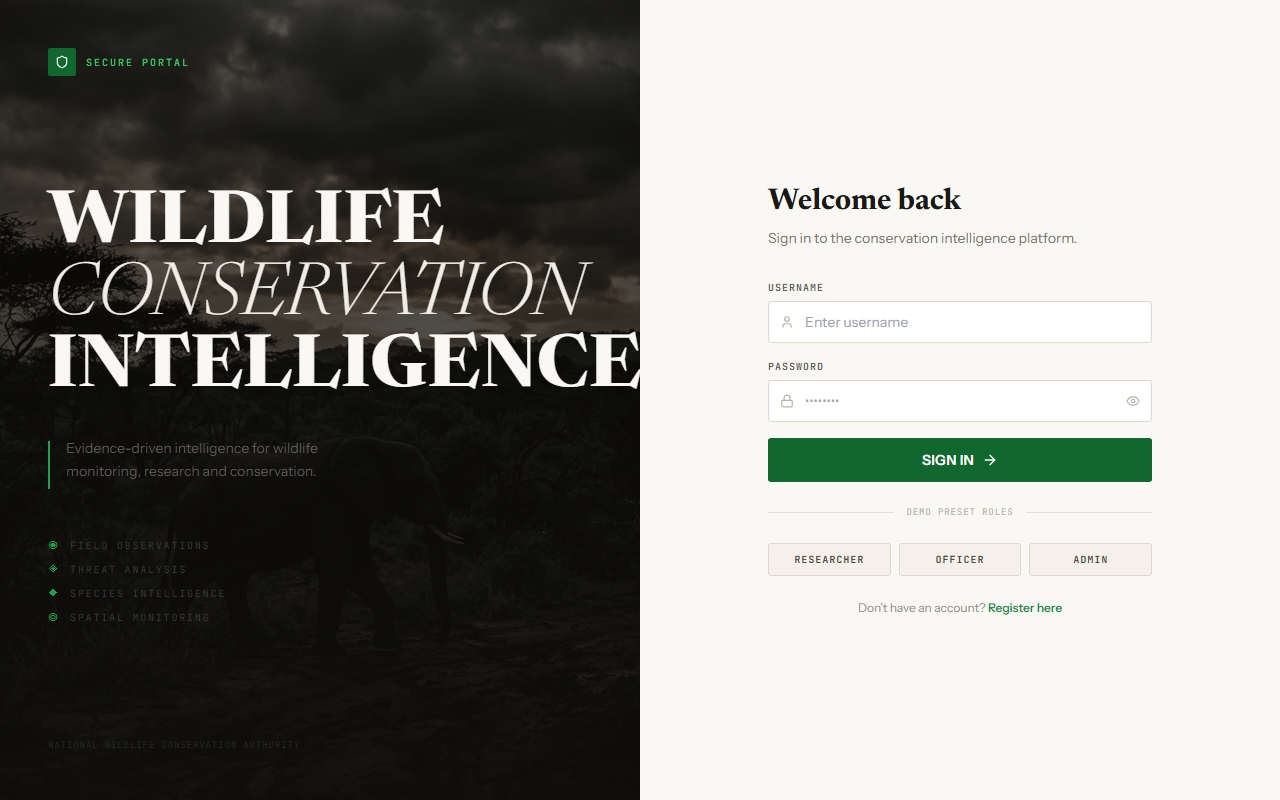 SECURE PORTAL
WILDLIFE
CONSERVATION
INTELLIGENCE
Evidence-driven intelligence for wildlife
monitoring, research and conservation.
FIELD OBSERVATIONS
THREAT ANALYSIS
SPECIES INTELLIGENCE
SPATIAL MONITORING
NATIONAL WILDLIFE CONSERVATION AUTHORITY
Welcome back
Sign in to the conservation intelligence platform.
USERNAME
Enter username
PASSWORD
••••••••
SIGN IN →
DEMO PRESET ROLES
RESEARCHER OFFICER ADMIN
Don't have an account? Register here